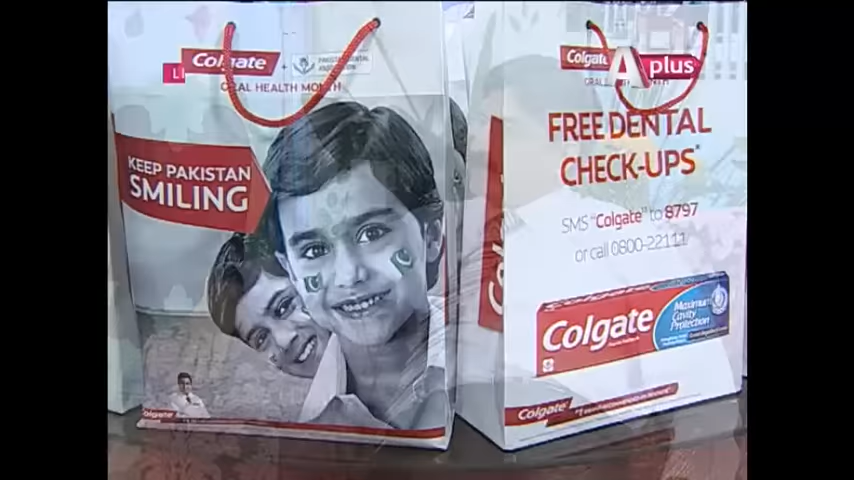 Colgate
ORAL HEALTH MONTH
KEEP PAKISTAN
SMILING
Colgate
Colgate
A plus
FREE DENTAL
CHECK-UPS*
SMS "Colgate" to 8797
or call 0800-22111
Colgate
Maximum
Cavity
Protection
Colgate